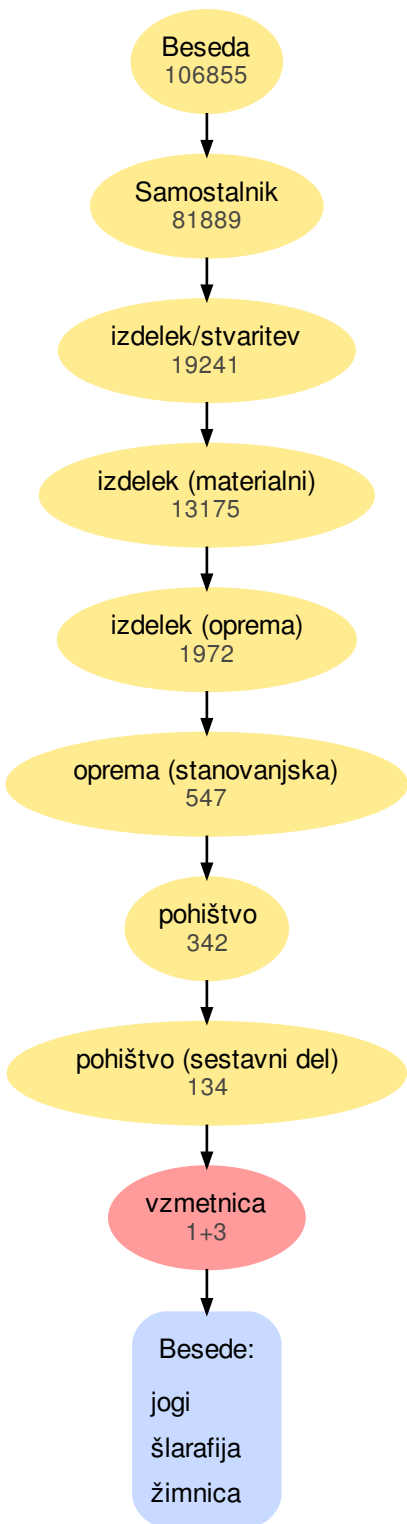 Beseda
106855
Samostalnik
81889
izdelek/stvaritev
19241
izdelek (materialni)
13175
izdelek (oprema)
1972
oprema (stanovanjska)
547
pohištvo
342
pohištvo (sestavni del)
134
vzmetnica
1+3
Besede:
jogi
šlarafija
žimnica